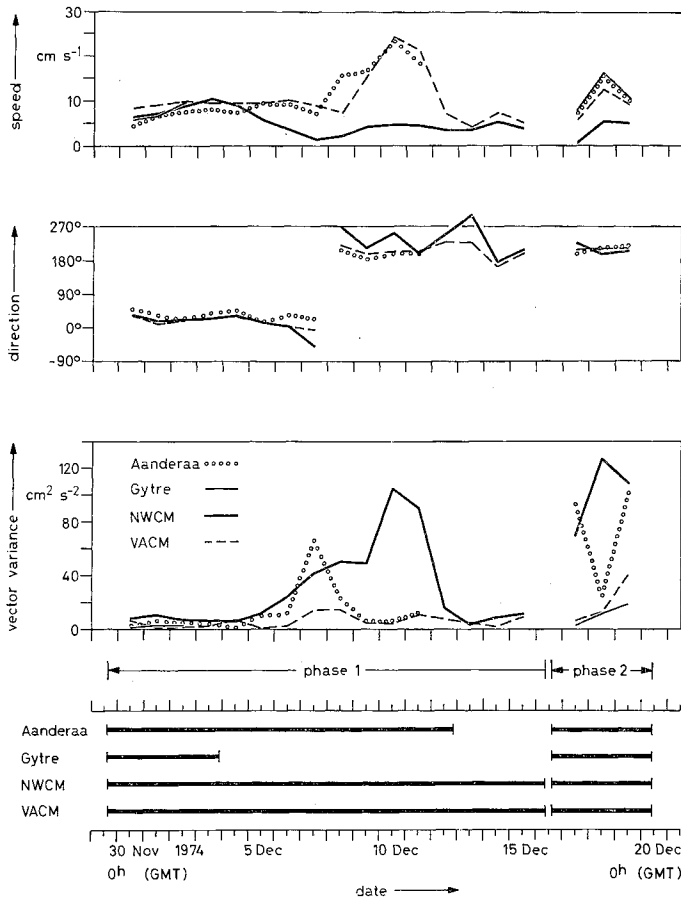 speed
cm s⁻¹
30
10
0
direction
270°
180°
90°
0°
-90°
vector variance
cm² s⁻²
120
80
40
0
Aanderaa
Gytre
NWCM
VACM
phase 1
phase 2
Aanderaa
Gytre
NWCM
VACM
30 Nov 1974 5 Dec 10 Dec 15 Dec 20 Dec
0ʰ (GMT) 0ʰ (GMT)
date